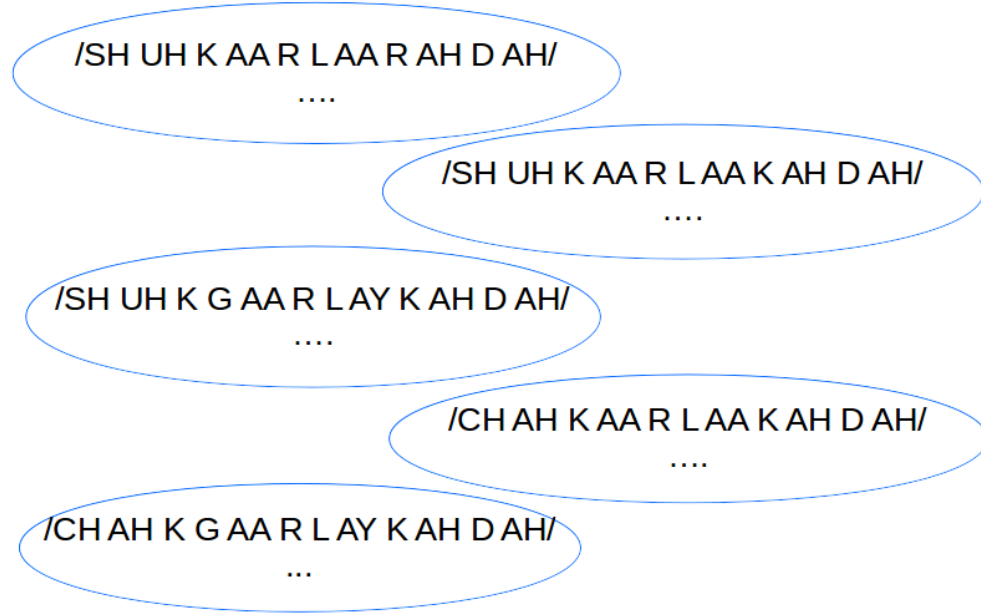 /SH UH K AA R L AA R AH D AH/
....
/SH UH K AA R L AA K AH D AH/
....
/SH UH K G AA R L AY K AH D AH/
....
/CH AH K AA R L AA K AH D AH/
....
/CH AH K G AA R L AY K AH D AH/
...